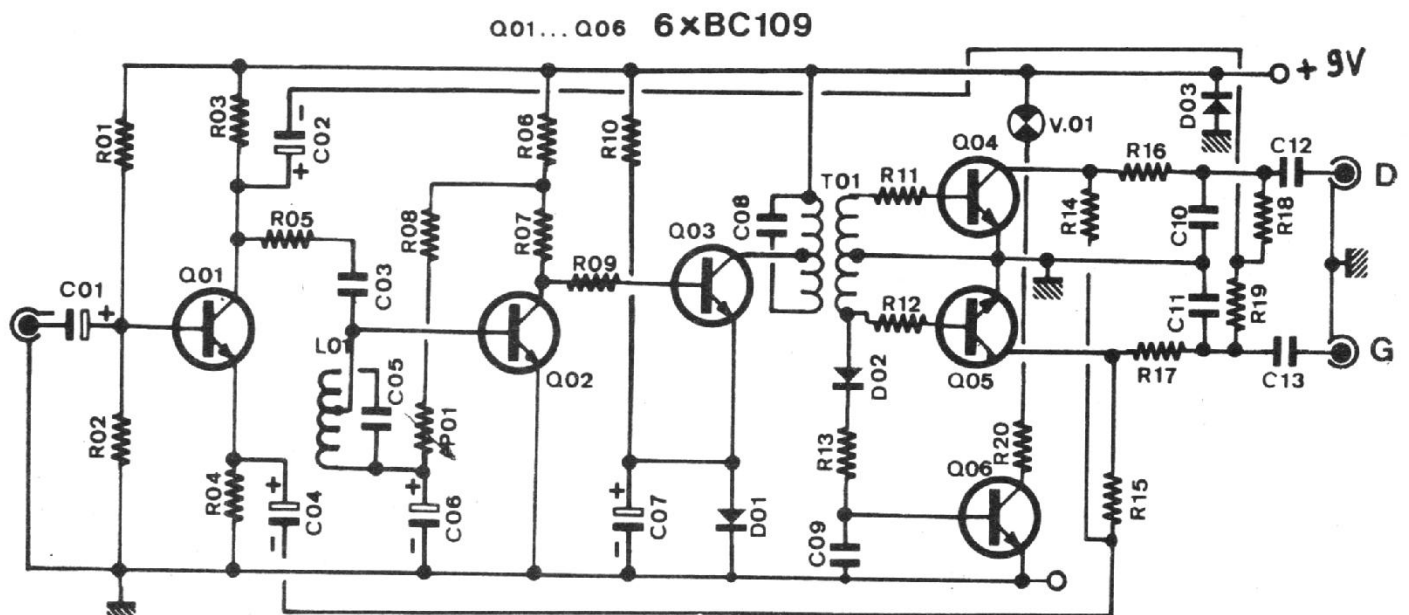 Q01...Q06 6×BC109
+ 9V
R01
R03
C02
- +
R06
R10
D03
V.01
Q04
R16
C12
D
R05
R08
R07
C08
T01
R11
R14
C10
R18
Q03
Q01
C03
R09
C01
- +
L01
C05
Q02
R12
C11
R19
G
Q05
R17
C13
D02
R02
P01
R13
R20
Q06
R15
R04
+ -
C04
+ -
C06
+ -
C07
D01
C09